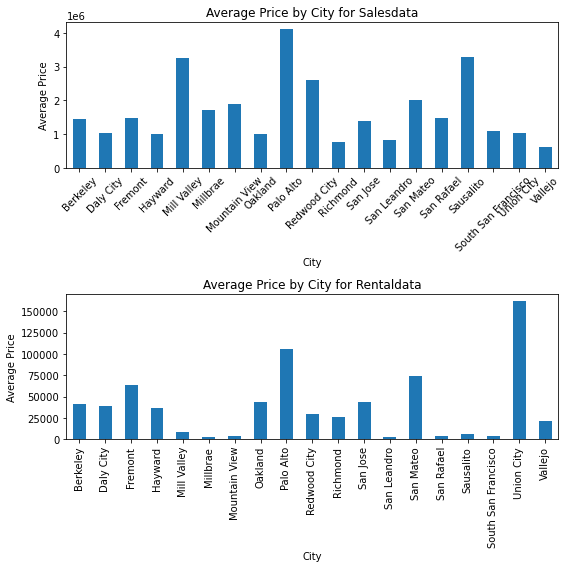 Average Price by City for Salesdata
1e6
4
3
2
1
0
Average Price
Berkeley
Daly City
Fremont
Hayward
Mill Valley
Millbrae
Mountain View
Oakland
Palo Alto
Redwood City
Richmond
San Jose
San Leandro
San Mateo
San Rafael
Sausalito
South San Francisco
Union City
Vallejo
City
Average Price by City for Rentaldata
150000
125000
100000
75000
50000
25000
0
Average Price
Berkeley
Daly City
Fremont
Hayward
Mill Valley
Millbrae
Mountain View
Oakland
Palo Alto
Redwood City
Richmond
San Jose
San Leandro
San Mateo
San Rafael
Sausalito
South San Francisco
Union City
Vallejo
City